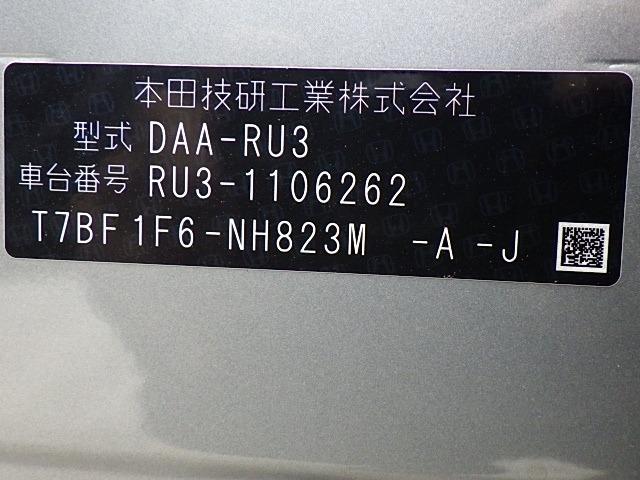 本田技研工業株式会社
型式 DAA-RU3
車台番号 RU3-1106262
T7BF1F6-NH823M -A-J